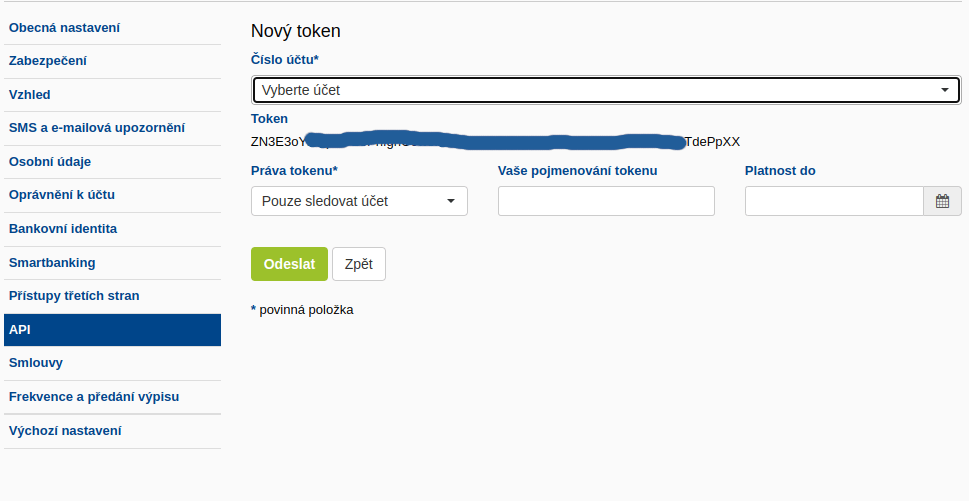 Obecná nastavení
Zabezpečení
Vzhled
SMS a e-mailová upozornění
Osobní údaje
Oprávnění k účtu
Bankovní identita
Smartbanking
Přístupy třetích stran
API
Smlouvy
Frekvence a předání výpisu
Výchozí nastavení
Nový token
Číslo účtu*
Vyberte účet
Token
ZN3E3oY TdePpXX
Práva tokenu* Vaše pojmenování tokenu Platnost do
Pouze sledovat účet
Odeslat Zpět
* povinná položka